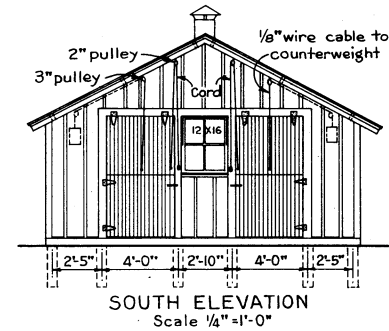 2" pulley
3" pulley
1/8" wire cable to
counterweight
Cord
12 X 16
2'-5" 4'-0" 2'-10" 4'-0" 2'-5"
SOUTH ELEVATION
Scale 1/4"=1'-0"